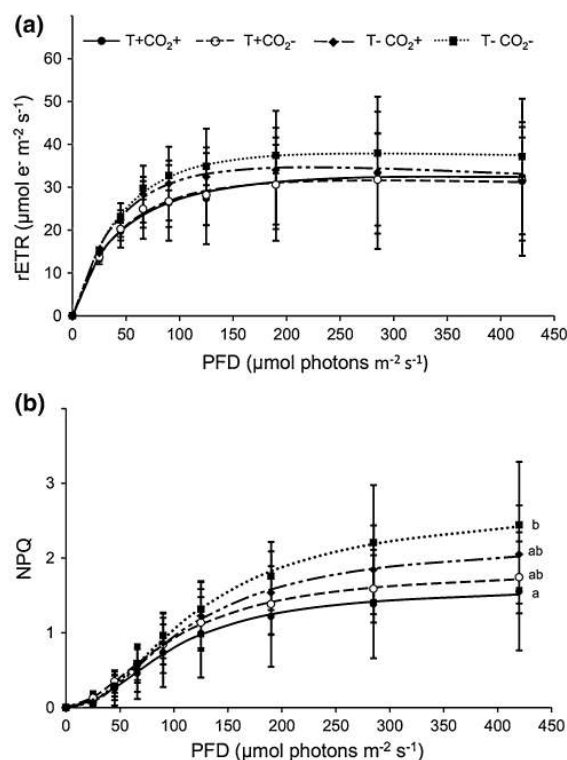 (a)
T+CO₂+ T+CO₂- T- CO₂+ T- CO₂-
60
50
40
30
20
10
0
rETR (µmol e⁻ m⁻² s⁻¹)
0 50 100 150 200 250 300 350 400 450
PFD (µmol photons m⁻² s⁻¹)
(b)
4
3
2
1
0
NPQ
b
ab
ab
a
0 50 100 150 200 250 300 350 400 450
PFD (µmol photons m⁻² s⁻¹)